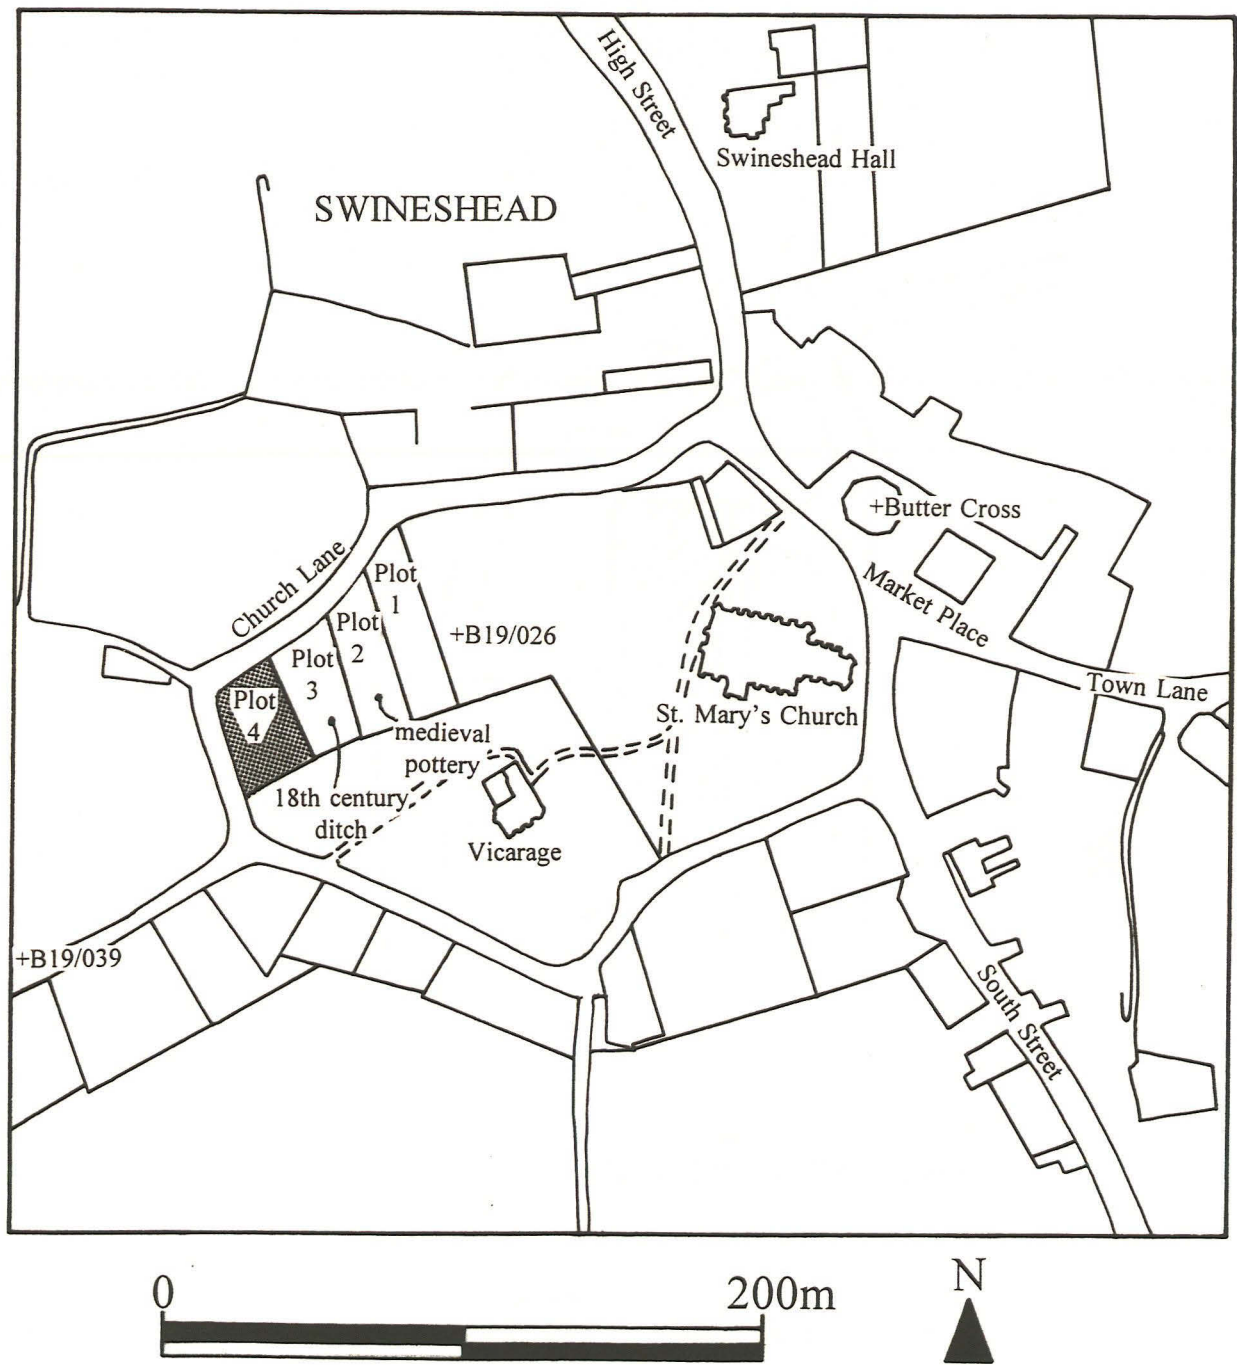 High Street
Swineshead Hall
SWINESHEAD
+Butter Cross
Church Lane
Plot
1
Market Place
Plot
2
+B19/026
Plot
3
Town Lane
Plot
4
St. Mary's Church
medieval
pottery
18th century
ditch
Vicarage
+B19/039
South Street
0
200m
N